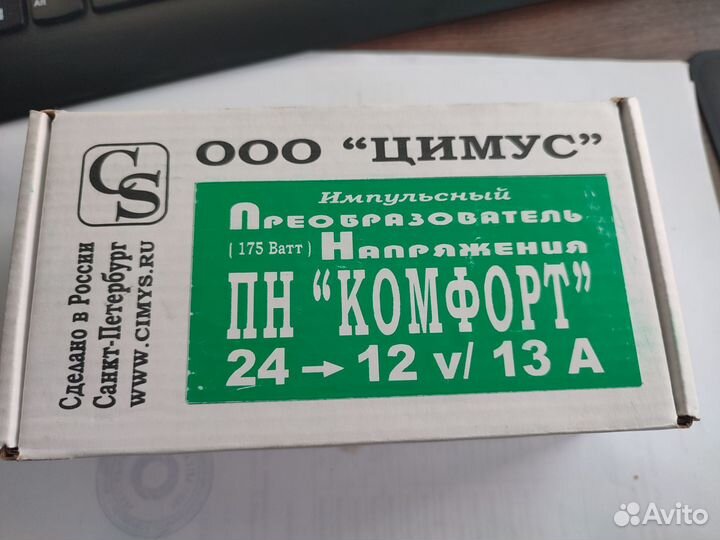 ООО “ЦИМУС”
CS
Импульсный
Преобразователь
( 175 Ватт ) Напряжения
ПН “КОМФОРТ”
24 → 12 v/ 13 A
Сделано в России
Санкт-Петербург
www.CIMYS.RU
Avito